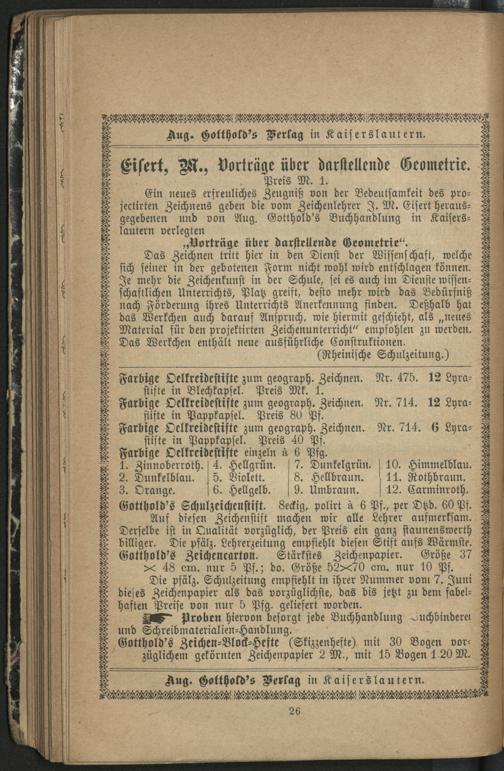 Aug. Gotthold's Verlag in Kaiserslautern.
Eisert, M., Vorträge über darstellende Geometrie.
Preis M. 1.
Ein neues erfreuliches Zeugniß von der Bedeutsamkeit des pro-
jectirten Zeichnens geben die vom Zeichenlehrer J. M. Eisert heraus-
gegebenen und von Aug. Gotthold's Buchhandlung in Kaisers-
lautern verlegten
„Vorträge über darstellende Geometrie“.
Das Zeichnen tritt hier in den Dienst der Wissenschaft, welche
sich seiner in der gebotenen Form nicht wohl wird entschlagen können.
Je mehr die Zeichenkunst in der Schule, sei es auch im Dienste wissen-
schaftlichen Unterrichts, Platz greift, desto mehr wird das Bedürfniß
nach Förderung ihres Unterrichts Anerkennung finden. Deßhalb hat
das Werkchen auch darauf Anspruch, wie hiermit geschieht, als „neues
Material für den projektirten Zeichenunterricht“ empfohlen zu werden.
Das Werkchen enthält neue ausführliche Construktionen.
(Rheinische Schulzeitung.)
Farbige Oelkreidestifte zum geograph. Zeichnen. Nr. 475. 12 Lyra-
stifte in Blechkapsel. Preis Mk. 1.
Farbige Oelkreidestifte zum geograph. Zeichnen. Nr. 714. 12 Lyra-
stifte in Pappkapsel. Preis 80 Pf.
Farbige Oelkreidestifte zum geograph. Zeichnen. Nr. 714. 6 Lyra-
stifte in Pappkapsel. Preis 40 Pf.
Farbige Oelkreidestifte einzeln à 6 Pfg.
1. Zinnoberroth. 4. Hellgrün. 7. Dunkelgrün. 10. Himmelblau.
2. Dunkelblau. 5. Violett. 8. Hellbraun. 11. Rothbraun.
3. Orange. 6. Hellgelb. 9. Umbraun. 12. Carminroth.
Gotthold's Schulzeichenstift. 8eckig, polirt à 6 Pf., per Dtzd. 60 Pf.
Auf diesen Zeichenstift machen wir alle Lehrer aufmerksam.
Derselbe ist in Qualität vorzüglich, der Preis ein ganz staunenswerth
billiger. Die pfälz. Lehrerzeitung empfiehlt diesen Stift aufs Wärmste.
Gotthold's Zeichencarton. Stärkstes Zeichenpapier. Größe 37
× 48 cm. nur 5 Pf.; do. Größe 52×70 cm. nur 10 Pf.
Die pfälz. Schulzeitung empfiehlt in ihrer Nummer vom 7. Juni
dieses Zeichenpapier als das vorzüglichste, das bis jetzt zu dem fabel-
haften Preise von nur 5 Pfg. geliefert worden.
Proben hiervon besorgt jede Buchhandlung Buchbinderei
und Schreibmaterialien-Handlung.
Gotthold's Zeichen-Block-Hefte (Skizzenhefte) mit 30 Bogen vor-
züglichem gekörnten Zeichenpapier 2 M., mit 15 Bogen 1.20 M.
Aug. Gotthold's Verlag in Kaiserslautern.
26